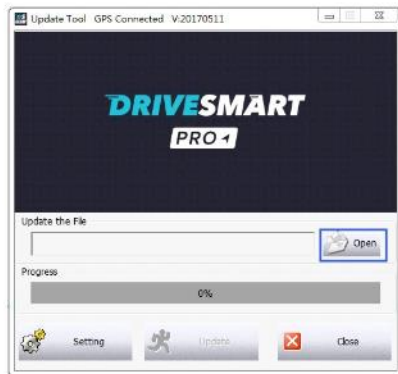 Update Tool GPS Connected V:20170511
DRIVESMART
PRO
Update the File
Open
Progress
0%
Setting
Update
Close